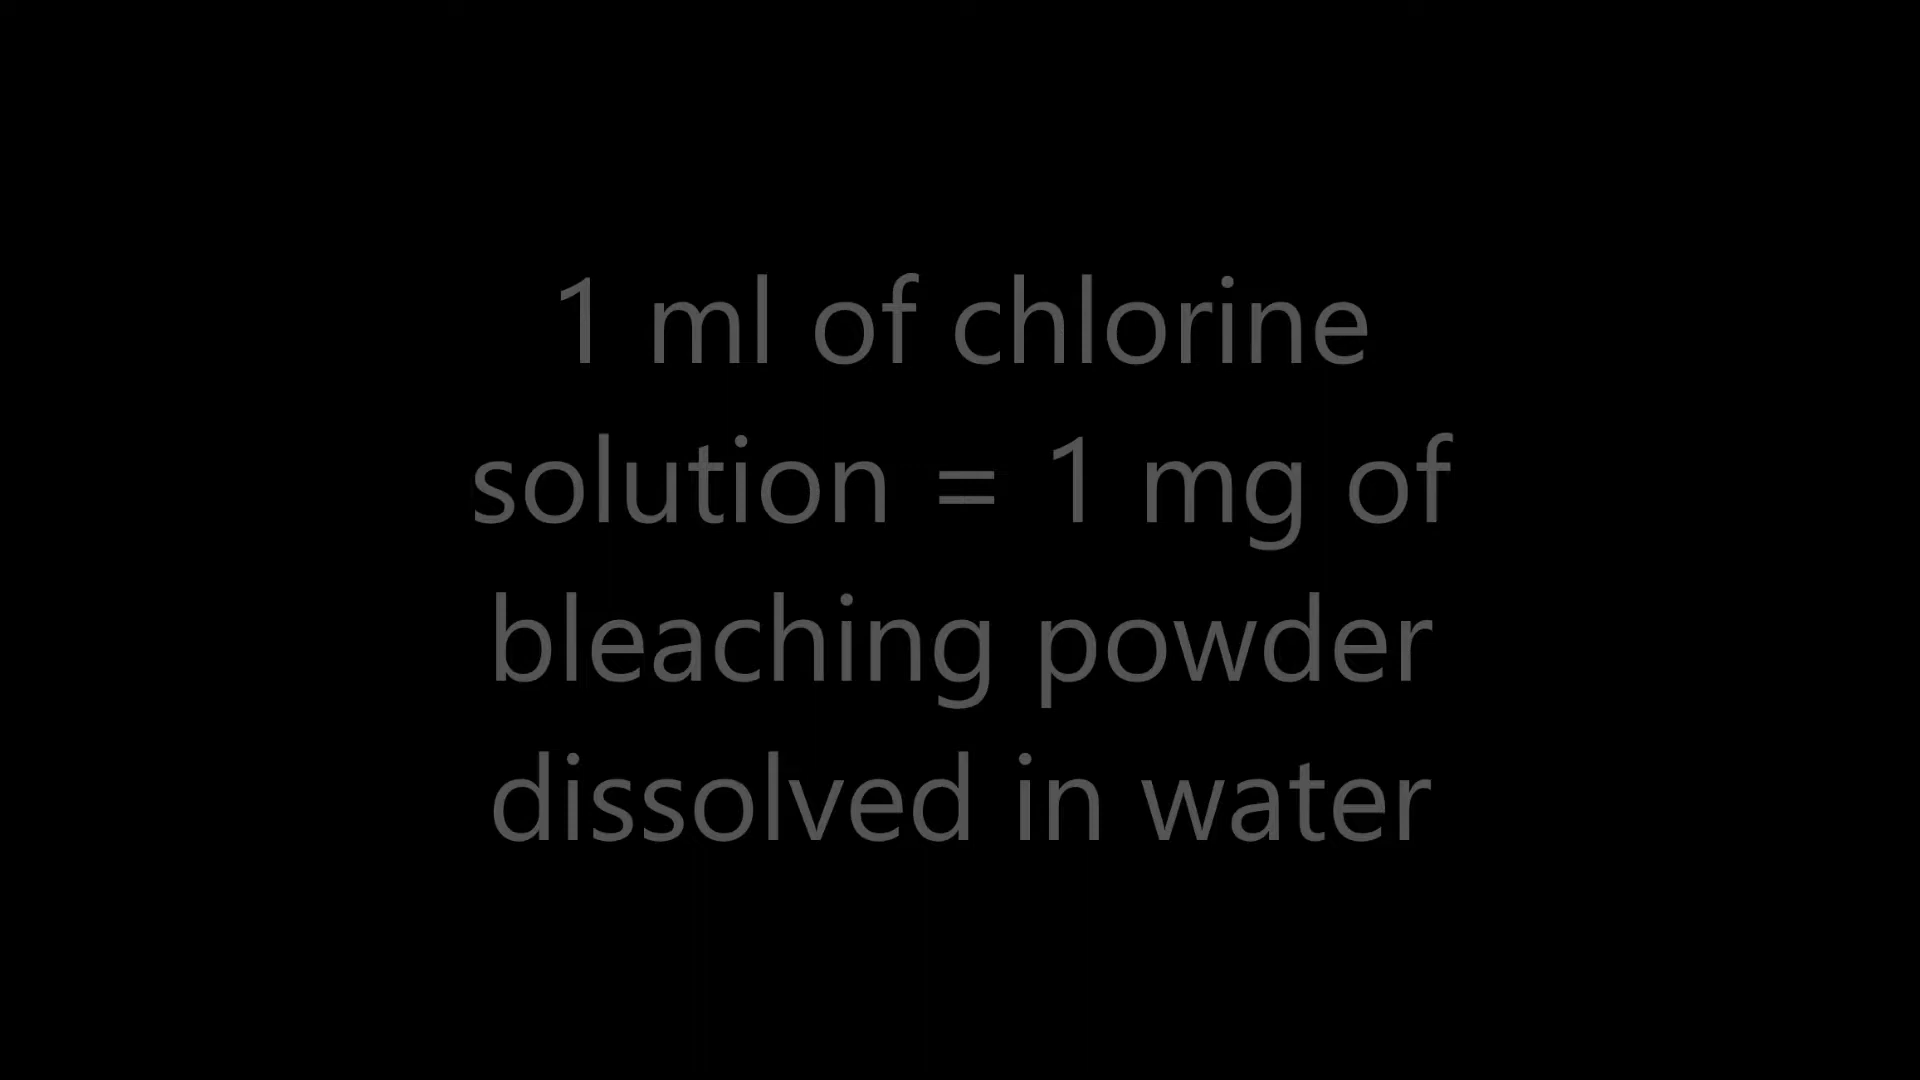 1 ml of chlorine
solution = 1 mg of
bleaching powder
dissolved in water